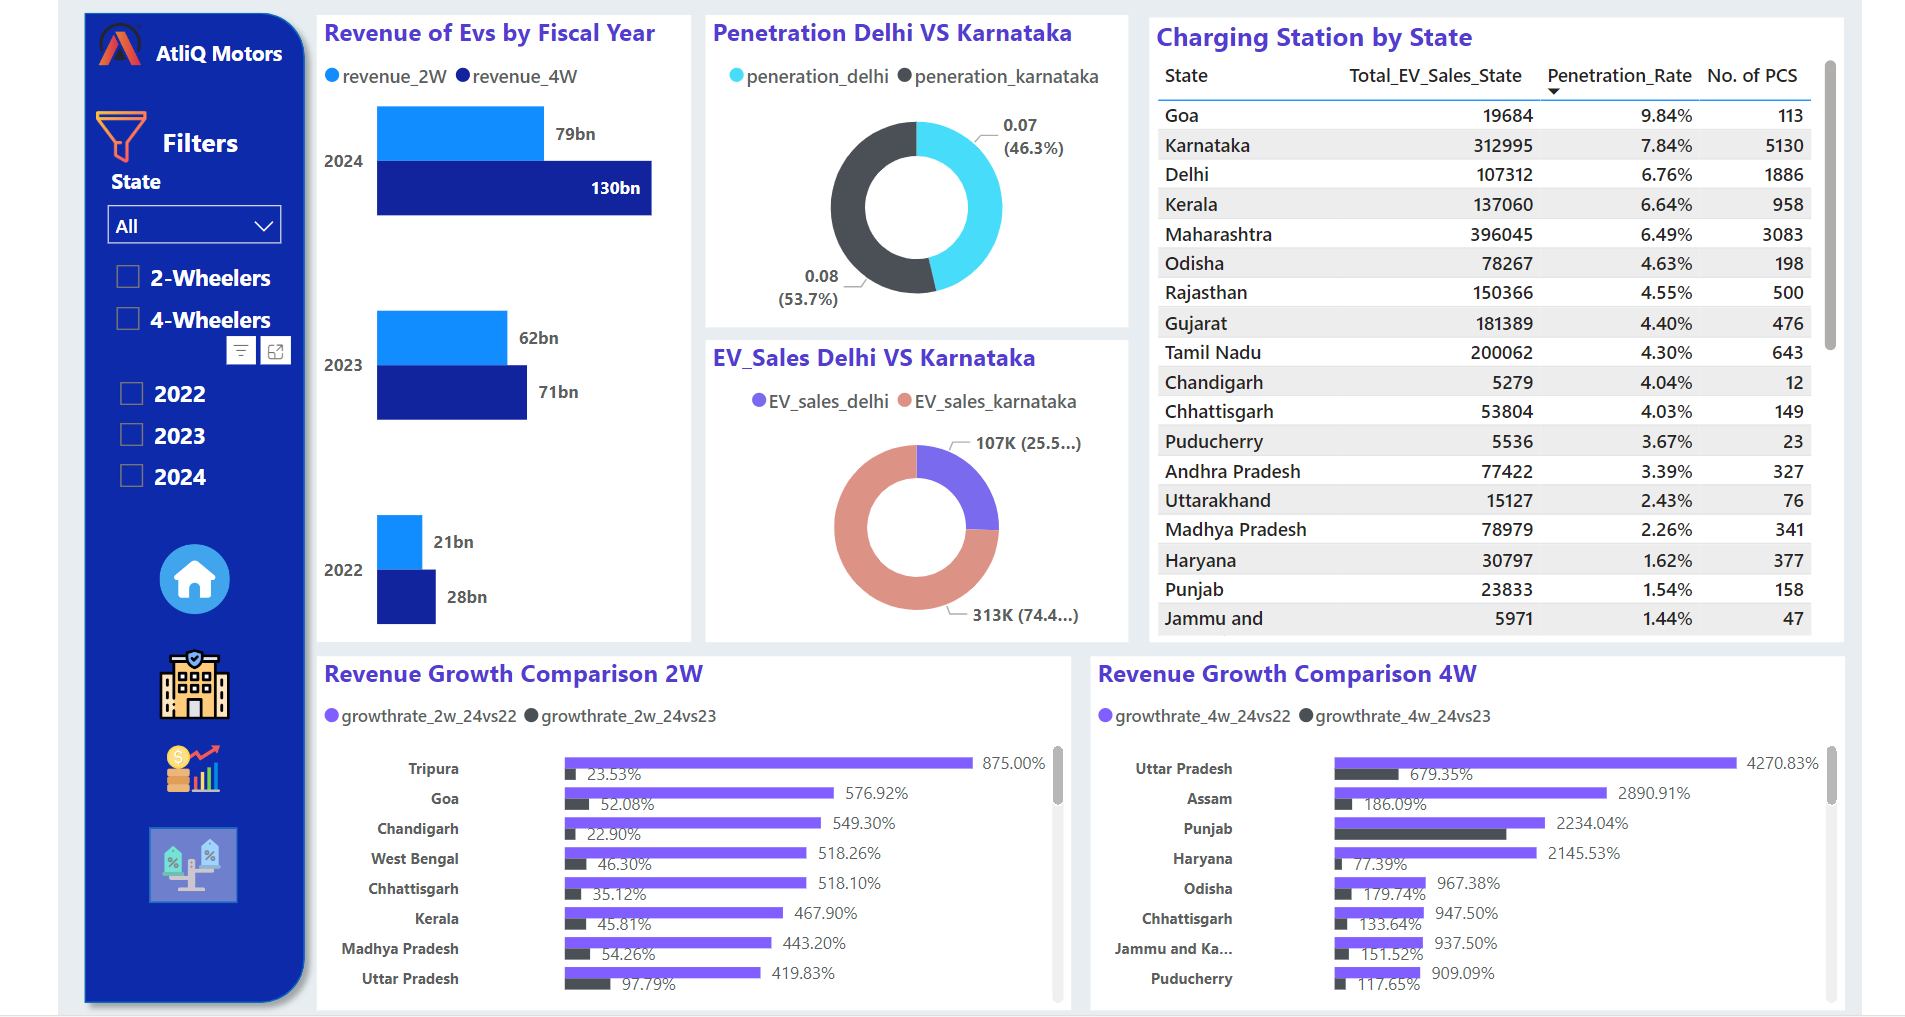 AtliQ Motors
Filters
State
All
2-Wheelers
4-Wheelers
2022
2023
2024
Revenue of Evs by Fiscal Year
revenue_2W revenue_4W
2024
79bn
130bn
2023
62bn
71bn
2022
21bn
28bn
Penetration Delhi VS Karnataka
peneration_delhi peneration_karnataka
0.07
(46.3%)
0.08
(53.7%)
EV_Sales Delhi VS Karnataka
EV_sales_delhi EV_sales_karnataka
107K (25.5...)
313K (74.4...)
Charging Station by State
State Total_EV_Sales_State Penetration_Rate No. of PCS
Goa 19684 9.84% 113
Karnataka 312995 7.84% 5130
Delhi 107312 6.76% 1886
Kerala 137060 6.64% 958
Maharashtra 396045 6.49% 3083
Odisha 78267 4.63% 198
Rajasthan 150366 4.55% 500
Gujarat 181389 4.40% 476
Tamil Nadu 200062 4.30% 643
Chandigarh 5279 4.04% 12
Chhattisgarh 53804 4.03% 149
Puducherry 5536 3.67% 23
Andhra Pradesh 77422 3.39% 327
Uttarakhand 15127 2.43% 76
Madhya Pradesh 78979 2.26% 341
Haryana 30797 1.62% 377
Punjab 23833 1.54% 158
Jammu and 5971 1.44% 47
Revenue Growth Comparison 2W
growthrate_2w_24vs22 growthrate_2w_24vs23
Tripura 875.00%
23.53%
Goa 576.92%
52.08%
Chandigarh 549.30%
22.90%
West Bengal 518.26%
46.30%
Chhattisgarh 518.10%
35.12%
Kerala 467.90%
45.81%
Madhya Pradesh 443.20%
54.26%
Uttar Pradesh 419.83%
97.79%
Revenue Growth Comparison 4W
growthrate_4w_24vs22 growthrate_4w_24vs23
Uttar Pradesh 4270.83%
679.35%
Assam 2890.91%
186.09%
Punjab 2234.04%
Haryana 2145.53%
77.39%
Odisha 967.38%
179.74%
Chhattisgarh 947.50%
133.64%
Jammu and Ka... 937.50%
151.52%
Puducherry 909.09%
117.65%